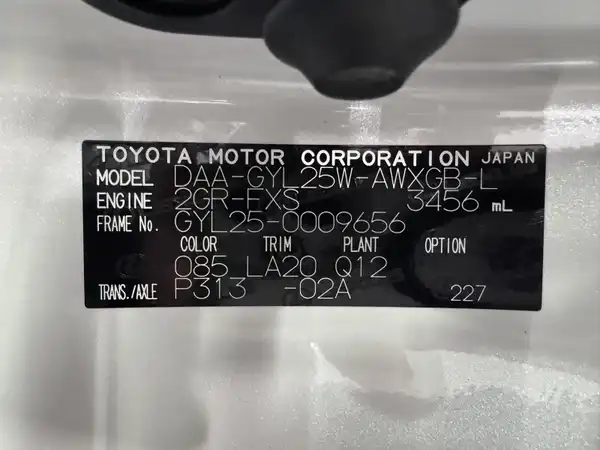 TOYOTA MOTOR CORPORATION JAPAN
MODEL DAA-GYL25W-AWXGB-L
ENGINE 2GR-FXS 3456 mL
FRAME No. GYL25-0009656
COLOR TRIM PLANT OPTION
085 LA20 Q12
TRANS./AXLE P313 -02A 227